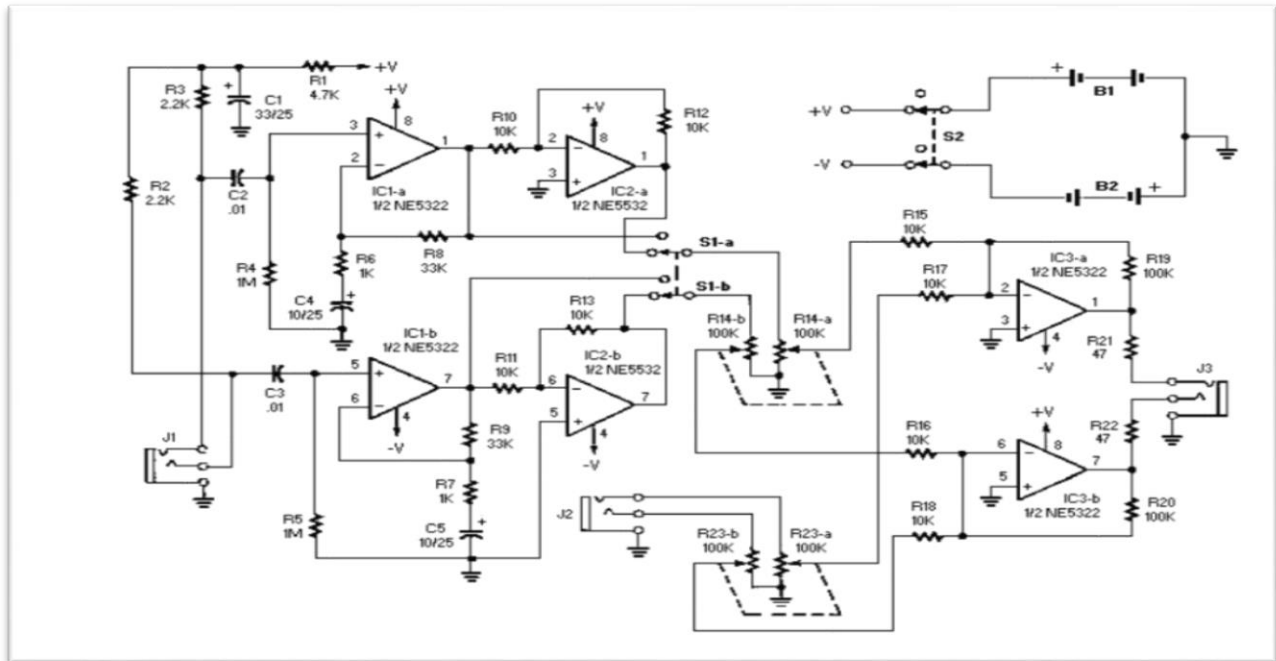 R3
2.2K
C1
33/25
R1
4.7K
+V
+V
8
3
2
1
IC1-a
1/2 NE5322
R10
10K
+V
8
2
3
1
IC2-a
1/2 NE5532
R12
10K
R2
2.2K
C2
.01
R4
1M
R6
1K
C4
10/25
R8
33K
S1-a
S1-b
+V
-V
S2
+
B1
B2
+
R13
10K
IC1-b
1/2 NE5322
5
6
7
4
-V
R11
10K
IC2-b
1/2 NE5532
6
5
7
4
-V
C3
.01
J1
R5
1M
R9
33K
R7
1K
C5
10/25
R14-b
100K
R14-a
100K
R15
10K
R17
10K
IC3-a
1/2 NE5322
2
3
1
4
-V
R19
100K
R21
47
J3
R16
10K
+V
8
6
5
7
IC3-b
1/2 NE5322
R22
47
R20
100K
R18
10K
J2
R23-b
100K
R23-a
100K